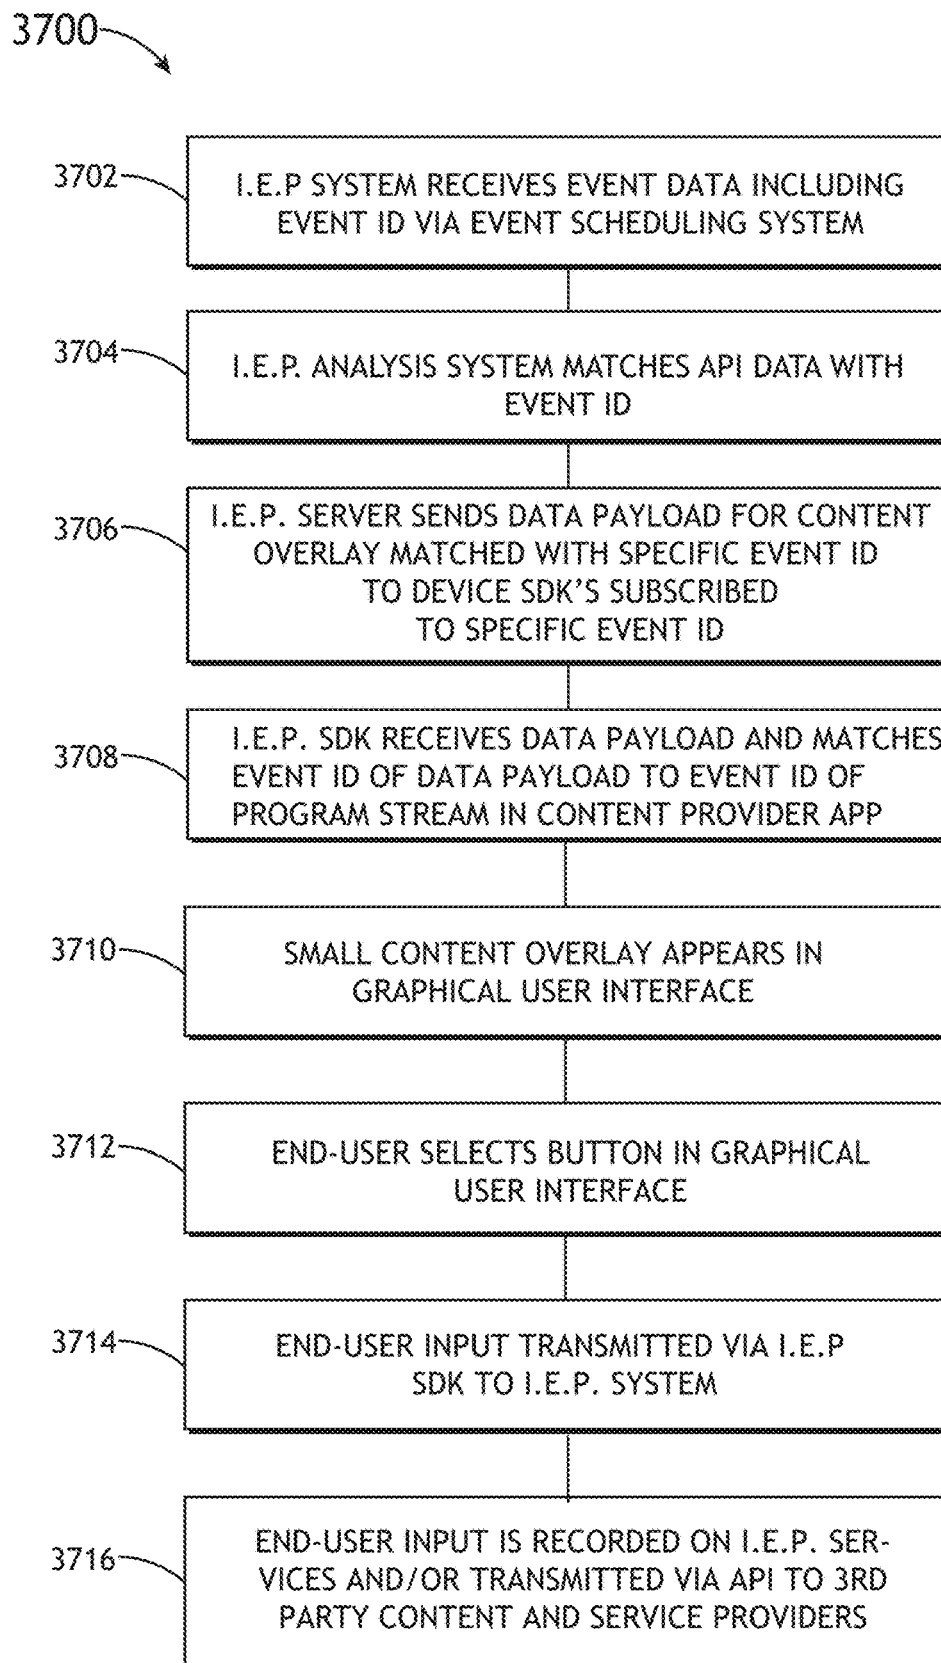 3700
3702
I.E.P SYSTEM RECEIVES EVENT DATA INCLUDING
EVENT ID VIA EVENT SCHEDULING SYSTEM
3704
I.E.P. ANALYSIS SYSTEM MATCHES API DATA WITH
EVENT ID
3706
I.E.P. SERVER SENDS DATA PAYLOAD FOR CONTENT
OVERLAY MATCHED WITH SPECIFIC EVENT ID
TO DEVICE SDK'S SUBSCRIBED
TO SPECIFIC EVENT ID
3708
I.E.P. SDK RECEIVES DATA PAYLOAD AND MATCHES
EVENT ID OF DATA PAYLOAD TO EVENT ID OF
PROGRAM STREAM IN CONTENT PROVIDER APP
3710
SMALL CONTENT OVERLAY APPEARS IN
GRAPHICAL USER INTERFACE
3712
END-USER SELECTS BUTTON IN GRAPHICAL
USER INTERFACE
3714
END-USER INPUT TRANSMITTED VIA I.E.P
SDK TO I.E.P. SYSTEM
3716
END-USER INPUT IS RECORDED ON I.E.P. SER-
VICES AND/OR TRANSMITTED VIA API TO 3RD
PARTY CONTENT AND SERVICE PROVIDERS